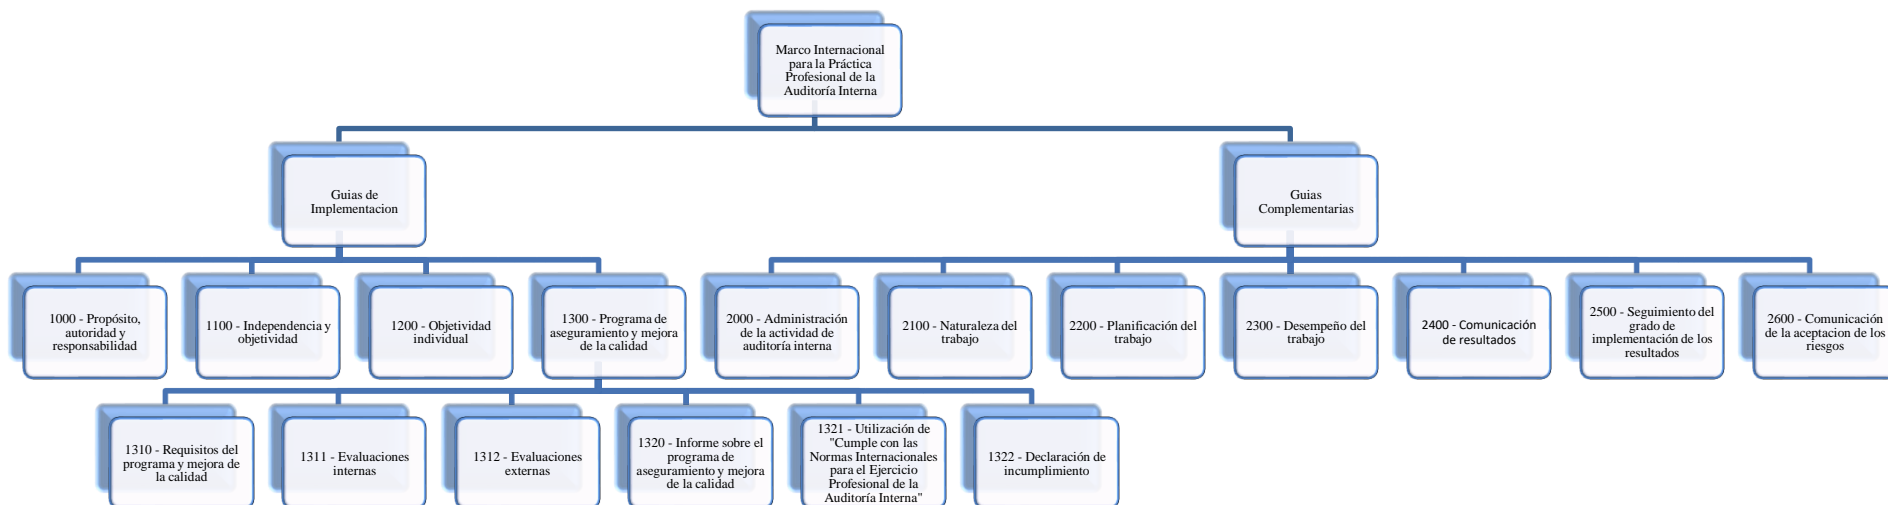 Marco Internacional
para la Práctica
Profesional de la
Auditoría Interna
Guias de
Implementacion
Guias
Complementarias
1000 - Propósito,
autoridad y
responsabilidad
1100 - Independencia y
objetividad
1200 - Objetividad
individual
1300 - Programa de
aseguramiento y mejora
de la calidad
2000 - Administración
de la actividad de
auditoría interna
2100 - Naturaleza del
trabajo
2200 - Planificación del
trabajo
2300 - Desempeño del
trabajo
2400 - Comunicación
de resultados
2500 - Seguimiento del
grado de
implementación de los
resultados
2600 - Comunicación
de la aceptacion de los
riesgos
1310 - Requisitos del
programa y mejora de
la calidad
1311 - Evaluaciones
internas
1312 - Evaluaciones
externas
1320 - Informe sobre el
programa de
aseguramiento y mejora
de la calidad
1321 - Utilización de
"Cumple con las
Normas Internacionales
para el Ejercicio
Profesional de la
Auditoría Interna"
1322 - Declaración de
incumplimiento